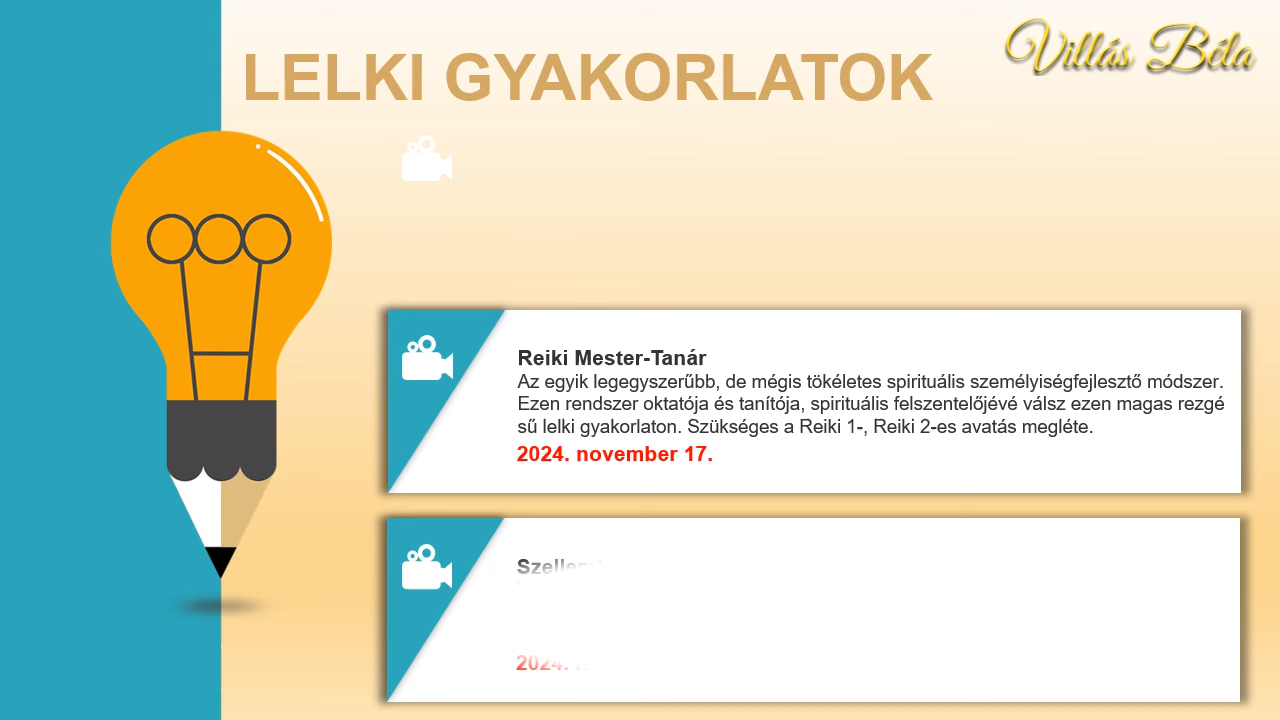 LELKI GYAKORLATOK
Villás Béla
Reiki Mester-Tanár
Az egyik legegyszerűbb, de mégis tökéletes spirituális személyiségfejlesztő módszer.
Ezen rendszer oktatója és tanítója, spirituális felszentelőjévé válsz ezen magas rezgé
sű lelki gyakorlaton. Szükséges a Reiki 1-, Reiki 2-es avatás megléte.
2024. november 17.
2024.